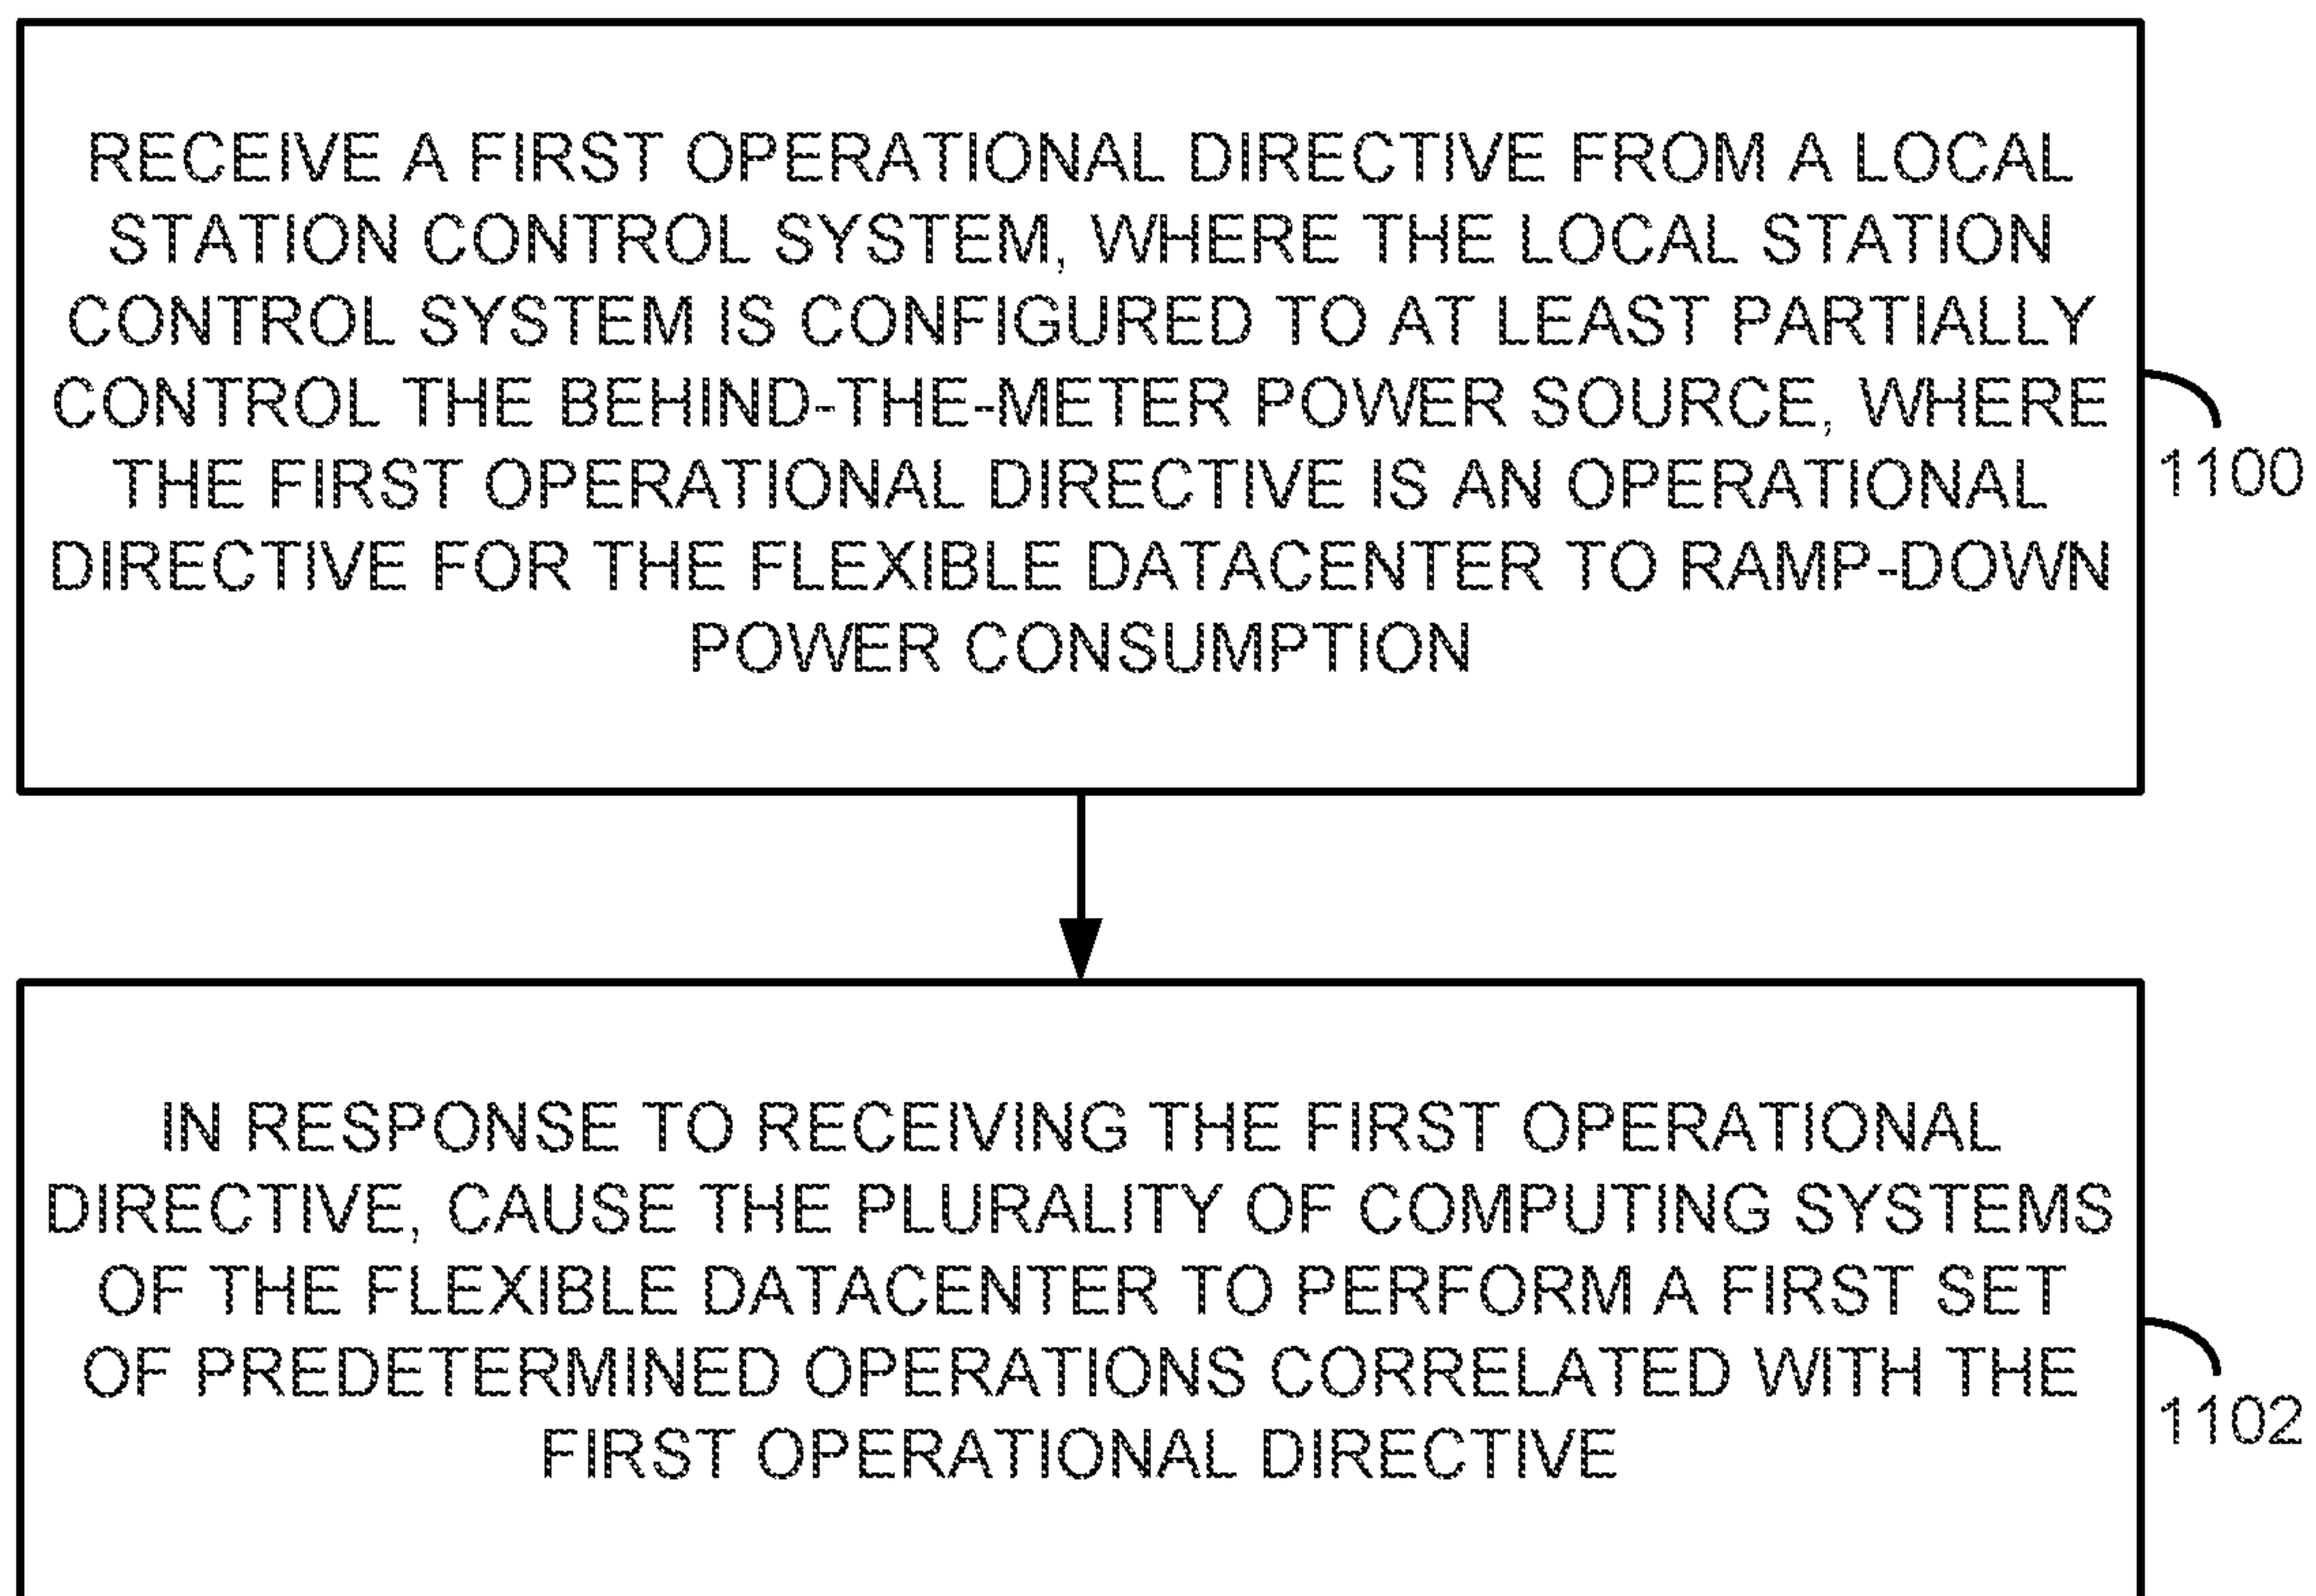 RECEIVE A FIRST OPERATIONAL DIRECTIVE FROM A LOCAL
STATION CONTROL SYSTEM, WHERE THE LOCAL STATION
CONTROL SYSTEM IS CONFIGURED TO AT LEAST PARTIALLY
CONTROL THE BEHIND-THE-METER POWER SOURCE, WHERE
THE FIRST OPERATIONAL DIRECTIVE IS AN OPERATIONAL
DIRECTIVE FOR THE FLEXIBLE DATACENTER TO RAMP-DOWN
POWER CONSUMPTION
1100
IN RESPONSE TO RECEIVING THE FIRST OPERATIONAL
DIRECTIVE, CAUSE THE PLURALITY OF COMPUTING SYSTEMS
OF THE FLEXIBLE DATACENTER TO PERFORM A FIRST SET
OF PREDETERMINED OPERATIONS CORRELATED WITH THE
FIRST OPERATIONAL DIRECTIVE
1102